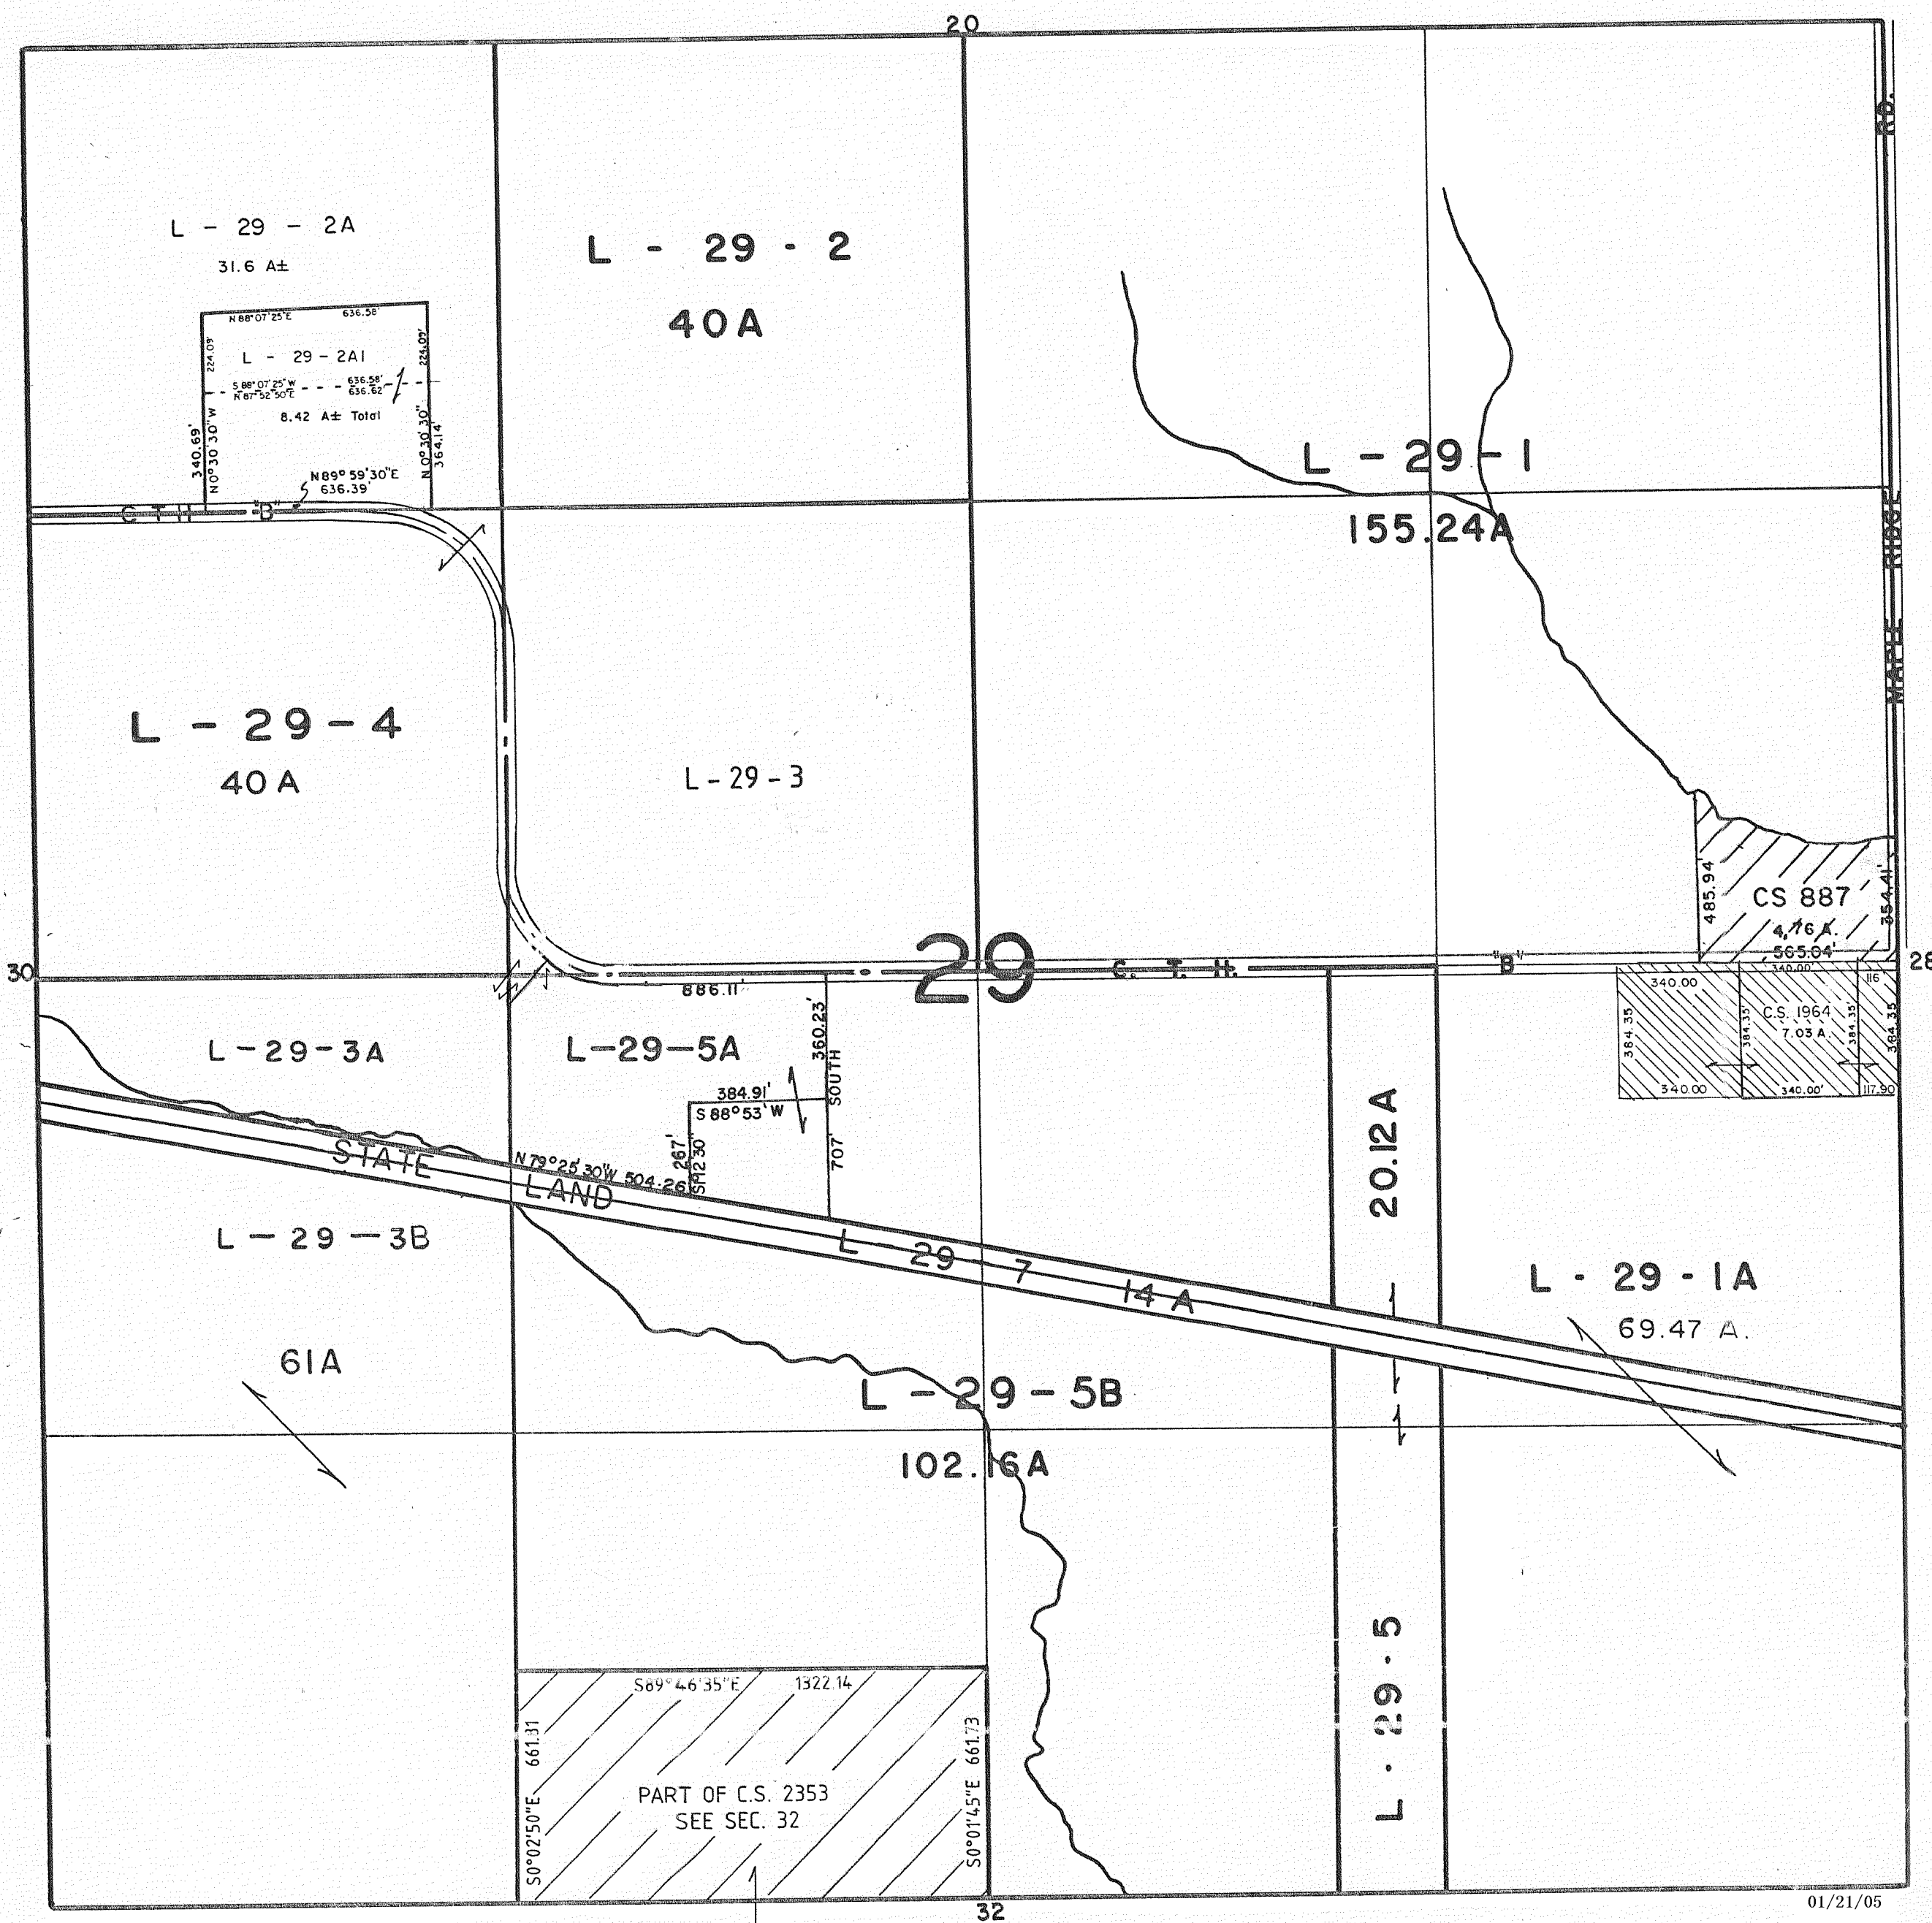 20
RD.
L - 29 - 2A
31.6 A±
L - 29 - 2
40A
N 88° 07' 25" E 636.58'
224.09'
224.09'
L - 29 - 2A1
S 88° 07' 25" W 636.58'
N 87° 52' 50" E 636.62'
8.42 A± Total
340.69'
N 0° 30' 30" W
N 0° 30' 30"
364.14'
N 89° 59' 30" E
636.39'
C T H "B"
L - 29 - 1
155.24A
MAPLE RIDGE
L - 29 - 4
40 A
L - 29 - 3
485.94'
CS 887
4.76 A.
354.41'
565.04'
30
29
C. T. H. "B"
28
886.11'
340.00
340.00'
116'
384.35
384.35'
C.S. 1964
7.03 A.
384.35'
384.35
340.00
340.00'
117.90
L-29-3A
L-29-5A
360.23'
SOUTH
384.91'
S 88° 53' W
267'
707'
N 79° 25' 30" W 504.26'
STATE LAND
L - 29 - 7 14 A
20.12 A
L - 29 - 3B
61A
L - 29 - 1A
69.47 A.
L - 29 - 5B
102.16A
L - 29 - 5
S89°46'35"E 1322.14
S0°02'50"E 661.81
S0°01'45"E 661.73
PART OF C.S. 2353
SEE SEC. 32
32
01/21/05